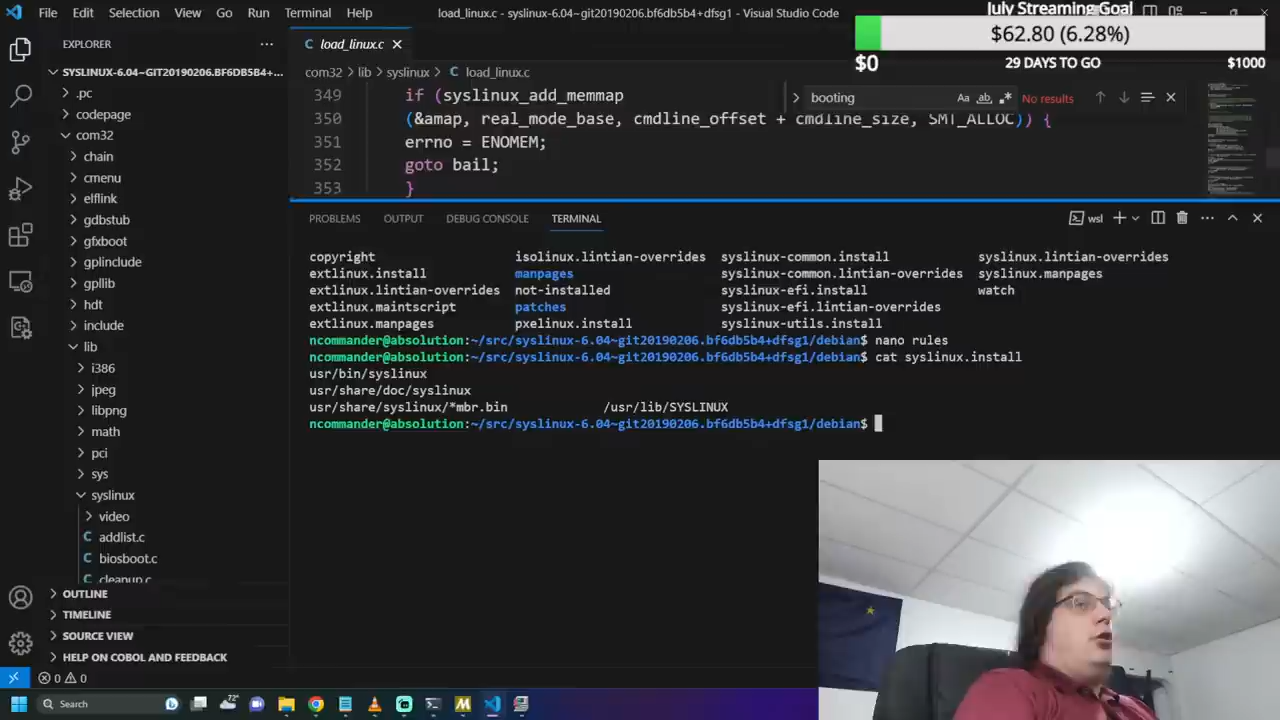 File Edit Selection View Go Run Terminal Help
load_linux.c - syslinux-6.04~git20190206.bf6db5b4+dfsg1 - Visual Studio Code
July Streaming Goal
$62.80 (6.28%)
$0 29 DAYS TO GO $1000
EXPLORER
SYSLINUX-6.04~GIT20190206.BF6DB5B4+...
.pc
codepage
com32
chain
cmenu
elflink
gdbstub
gfxboot
gplinclude
gpllib
hdt
include
lib
i386
jpeg
libpng
math
pci
sys
syslinux
video
addlist.c
biosboot.c
cleanup.c
OUTLINE
TIMELINE
SOURCE VIEW
HELP ON COBOL AND FEEDBACK
load_linux.c
com32 > lib > syslinux > load_linux.c
booting Aa ab No results
349 if (syslinux_add_memmap
350 (&amap, real_mode_base, cmdline_offset + cmdline_size, SMT_ALLOC)) {
351 errno = ENOMEM;
352 goto bail;
353 }
PROBLEMS OUTPUT DEBUG CONSOLE TERMINAL
wsl
copyright isolinux.lintian-overrides syslinux-common.install syslinux.lintian-overrides
extlinux.install manpages syslinux-common.lintian-overrides syslinux.manpages
extlinux.lintian-overrides not-installed syslinux-efi.install watch
extlinux.maintscript patches syslinux-efi.lintian-overrides
extlinux.manpages pxelinux.install syslinux-utils.install
ncommander@absolution:~/src/syslinux-6.04~git20190206.bf6db5b4+dfsg1/debian$ nano rules
ncommander@absolution:~/src/syslinux-6.04~git20190206.bf6db5b4+dfsg1/debian$ cat syslinux.install
usr/bin/syslinux
usr/share/doc/syslinux
usr/share/syslinux/*mbr.bin /usr/lib/SYSLINUX
ncommander@absolution:~/src/syslinux-6.04~git20190206.bf6db5b4+dfsg1/debian$
0 0
Search
72°